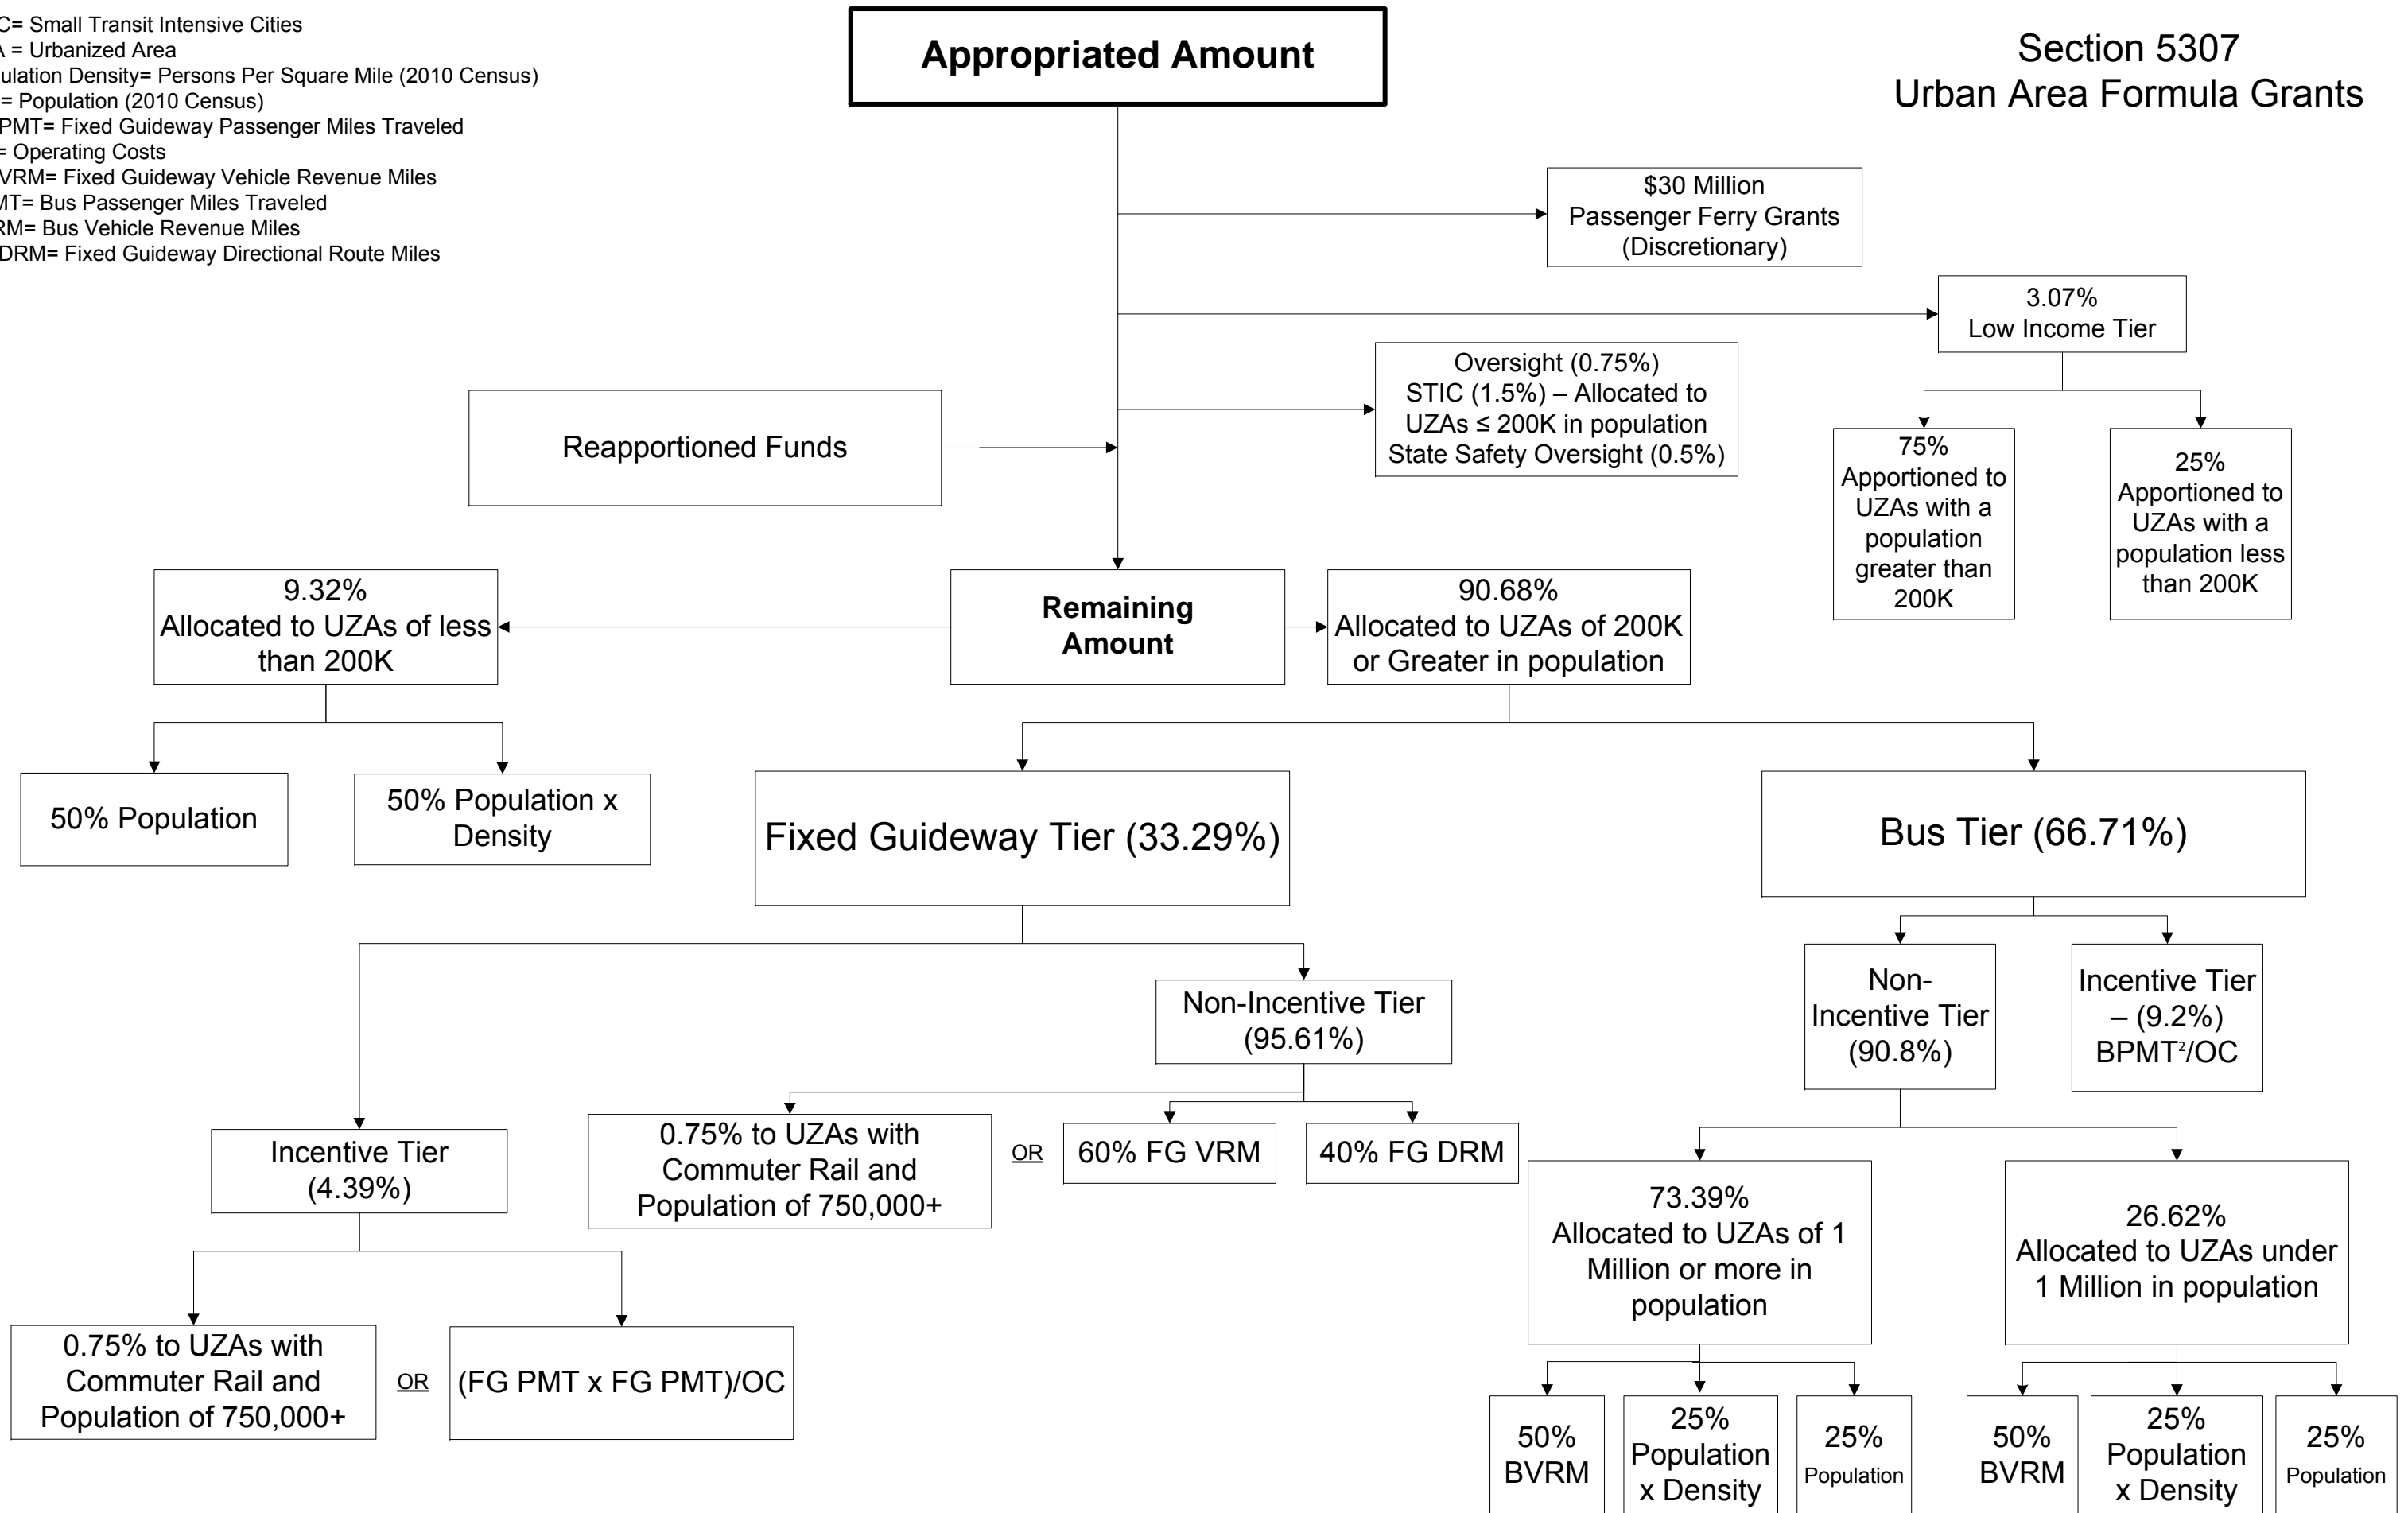 C= Small Transit Intensive Cities
A = Urbanized Area
ulation Density= Persons Per Square Mile (2010 Census)
= Population (2010 Census)
PMT= Fixed Guideway Passenger Miles Traveled
= Operating Costs
VRM= Fixed Guideway Vehicle Revenue Miles
MT= Bus Passenger Miles Traveled
RM= Bus Vehicle Revenue Miles
DRM= Fixed Guideway Directional Route Miles
Appropriated Amount
Section 5307
Urban Area Formula Grants
$30 Million
Passenger Ferry Grants
(Discretionary)
3.07%
Low Income Tier
Oversight (0.75%)
STIC (1.5%) – Allocated to
UZAs ≤ 200K in population
State Safety Oversight (0.5%)
Reapportioned Funds
75%
Apportioned to
UZAs with a
population
greater than
200K
25%
Apportioned to
UZAs with a
population less
than 200K
9.32%
Allocated to UZAs of less
than 200K
Remaining
Amount
90.68%
Allocated to UZAs of 200K
or Greater in population
50% Population
50% Population x
Density
Fixed Guideway Tier (33.29%)
Bus Tier (66.71%)
Non-Incentive Tier
(95.61%)
Non-
Incentive Tier
(90.8%)
Incentive Tier
– (9.2%)
BPMT²/OC
Incentive Tier
(4.39%)
0.75% to UZAs with
Commuter Rail and
Population of 750,000+
OR
60% FG VRM
40% FG DRM
73.39%
Allocated to UZAs of 1
Million or more in
population
26.62%
Allocated to UZAs under
1 Million in population
0.75% to UZAs with
Commuter Rail and
Population of 750,000+
OR
(FG PMT x FG PMT)/OC
50%
BVRM
25%
Population
x Density
25%
Population
50%
BVRM
25%
Population
x Density
25%
Population